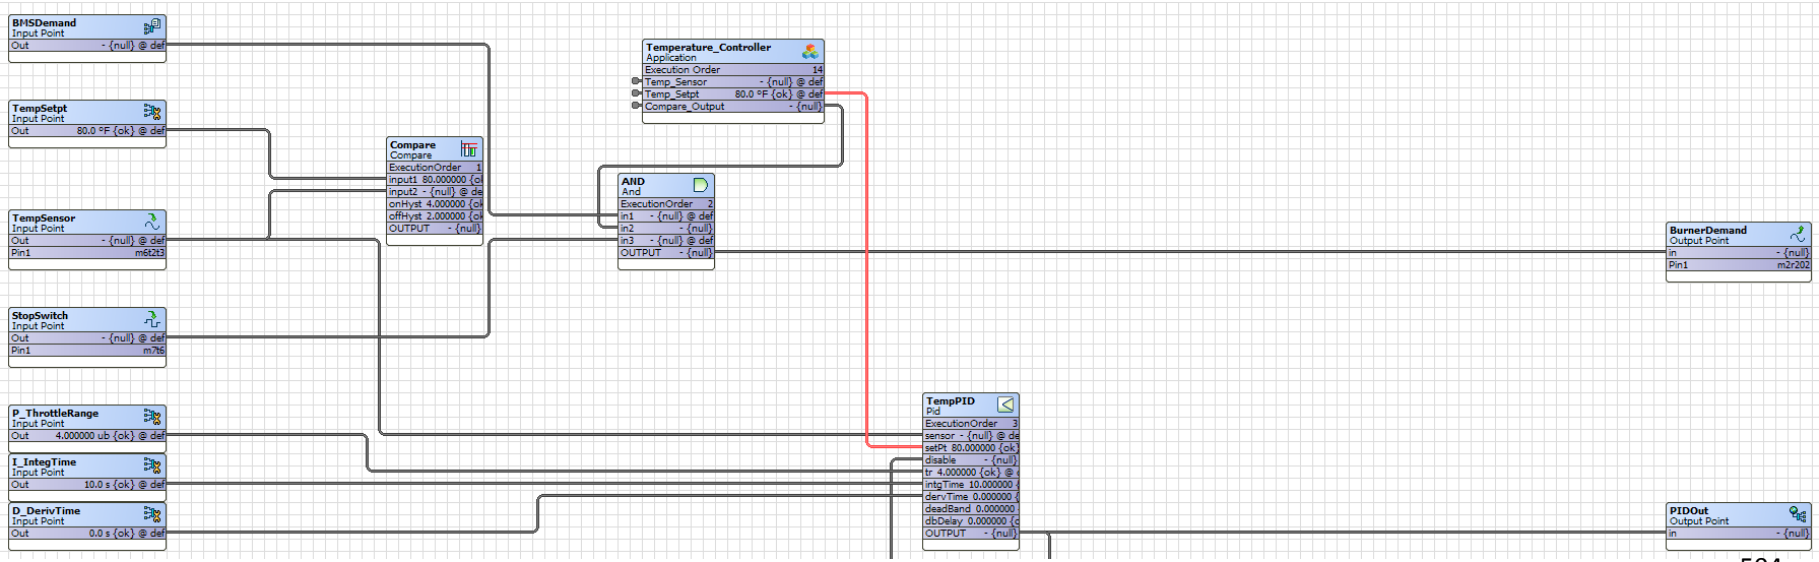 BMSDemand
Input Point
Out - {null} @ def
TempSetpt
Input Point
Out 80.0 °F {ok} @ def
TempSensor
Input Point
Out - {null} @ def
Pin1 m6t2t3
StopSwitch
Input Point
Out - {null} @ def
Pin1 m7t6
P_ThrottleRange
Input Point
Out 4.000000 ub {ok} @ def
I_IntegTime
Input Point
Out 10.0 s {ok} @ def
D_DerivTime
Input Point
Out 0.0 s {ok} @ def
Compare
Compare
ExecutionOrder 1
input1 80.000000 {ol
input2 - {null} @ de
onHyst 4.000000 {ok
offHyst 2.000000 {ok
OUTPUT - {null}
Temperature_Controller
Application
Execution Order 14
Temp_Sensor - {null} @ def
Temp_Setpt 80.0 °F {ok} @ def
Compare_Output - {null}
AND
And
ExecutionOrder 2
in1 - {null} @ def
in2 - {null}
in3 - {null} @ def
OUTPUT - {null}
TempPID
Pid
ExecutionOrder 3
sensor - {null} @ de
setPt 80.000000 {ok}
disable - {null}
tr 4.000000 {ok} @
intgTime 10.000000 {
dervTime 0.000000 {
deadBand 0.000000
dbDelay 0.000000 {c
OUTPUT - {null}
BurnerDemand
Output Point
in - {null}
Pin1 m2r202
PIDOut
Output Point
in - {null}